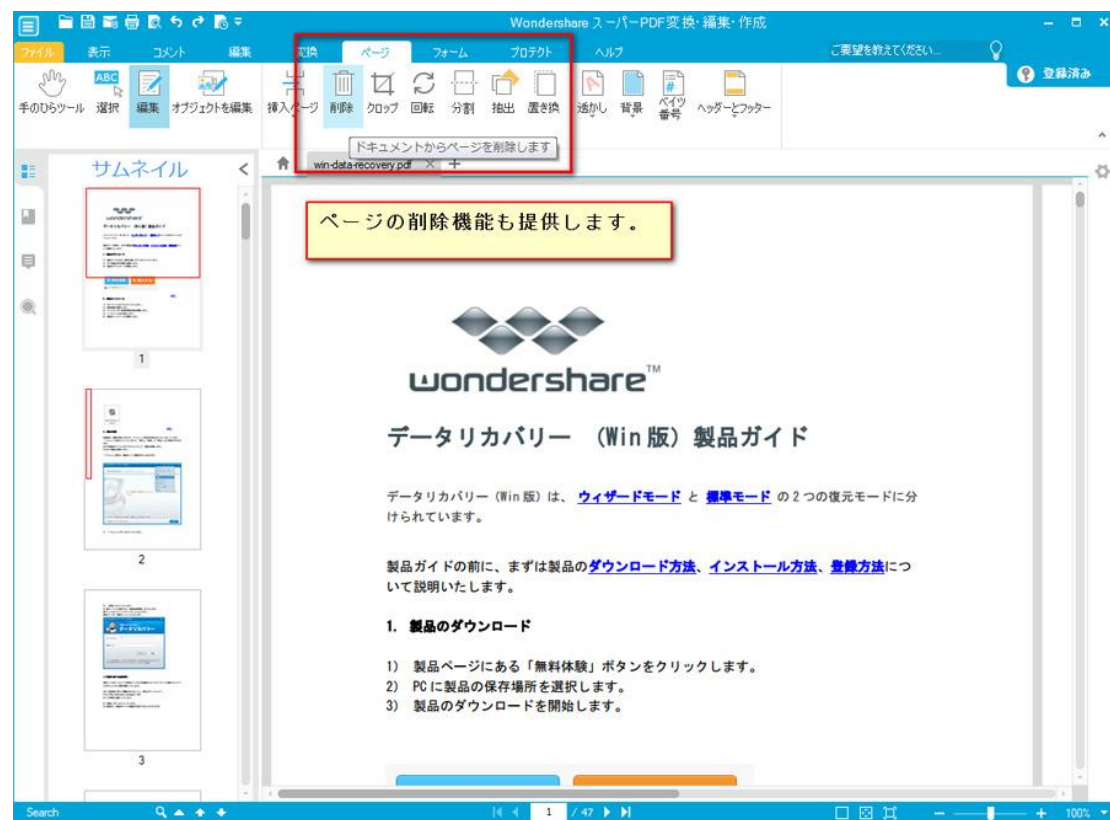 Wondershare スーパーPDF変換・編集・作成
ファイル 表示 コメント 編集 変換 ページ フォーム プロテクト ヘルプ ご要望を教えてください...
登録済み
手のひらツール 選択 編集 オブジェクトを編集 挿入ページ 削除 クロップ 回転 分割 抽出 置き換 透かし 背景 ベイツ番号 ヘッダーとフッター
ドキュメントからページを削除します
サムネイル
win-data-recovery.pdf
ページの削除機能も提供します。
wondershare™
データリカバリー (Win版) 製品ガイド
データリカバリー (Win版) は、 ウィザードモード と 標準モード の2つの復元モードに分
けられています。
製品ガイドの前に、まずは製品のダウンロード方法、インストール方法、登録方法につ
いて説明いたします。
1. 製品のダウンロード
1) 製品ページにある「無料体験」ボタンをクリックします。
2) PCに製品の保存場所を選択します。
3) 製品のダウンロードを開始します。
1
2
3
Search 1 / 47 100%